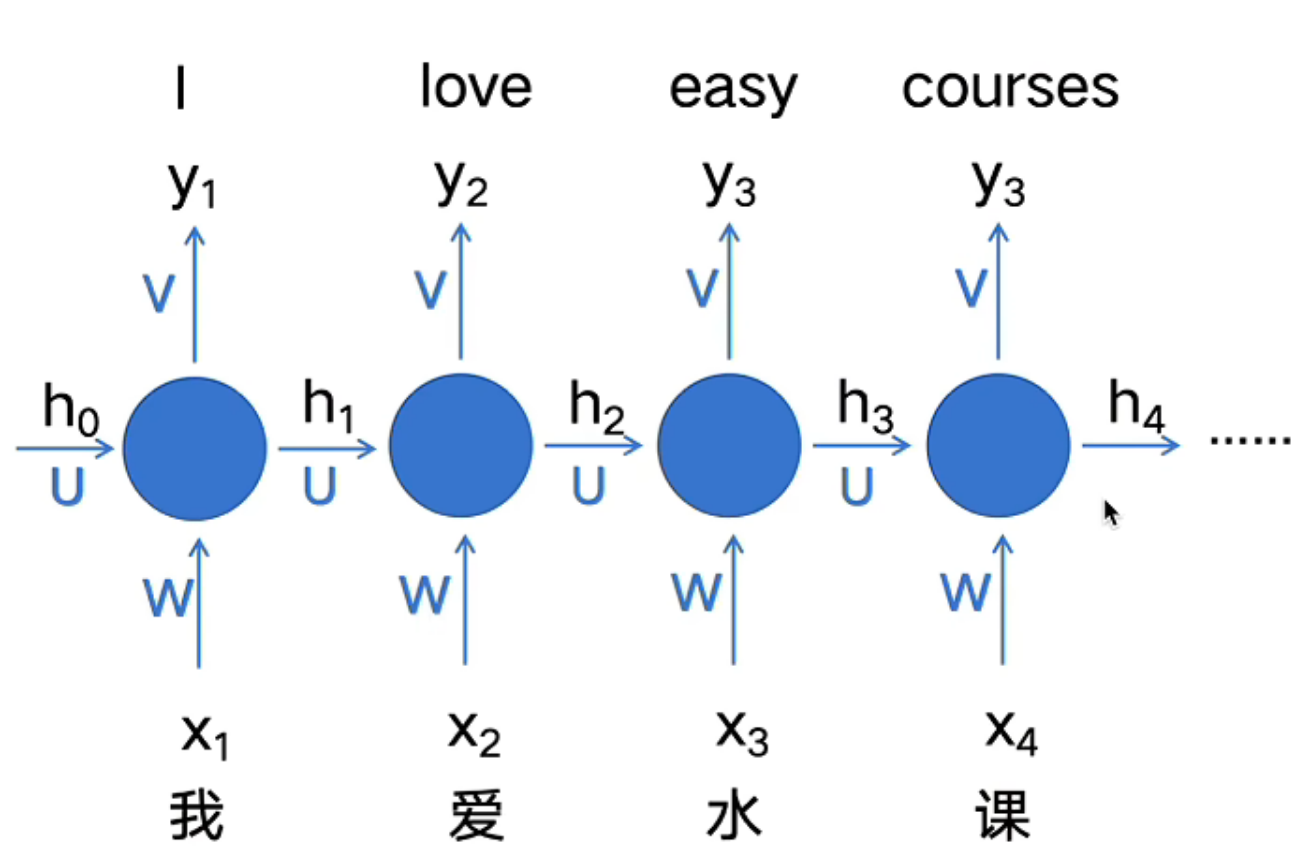 I love easy courses
y₁ y₂ y₃ y₃
V V V V
h₀ h₁ h₂ h₃ h₄ ......
U U U U
W W W W
x₁ x₂ x₃ x₄
我 爱 水 课